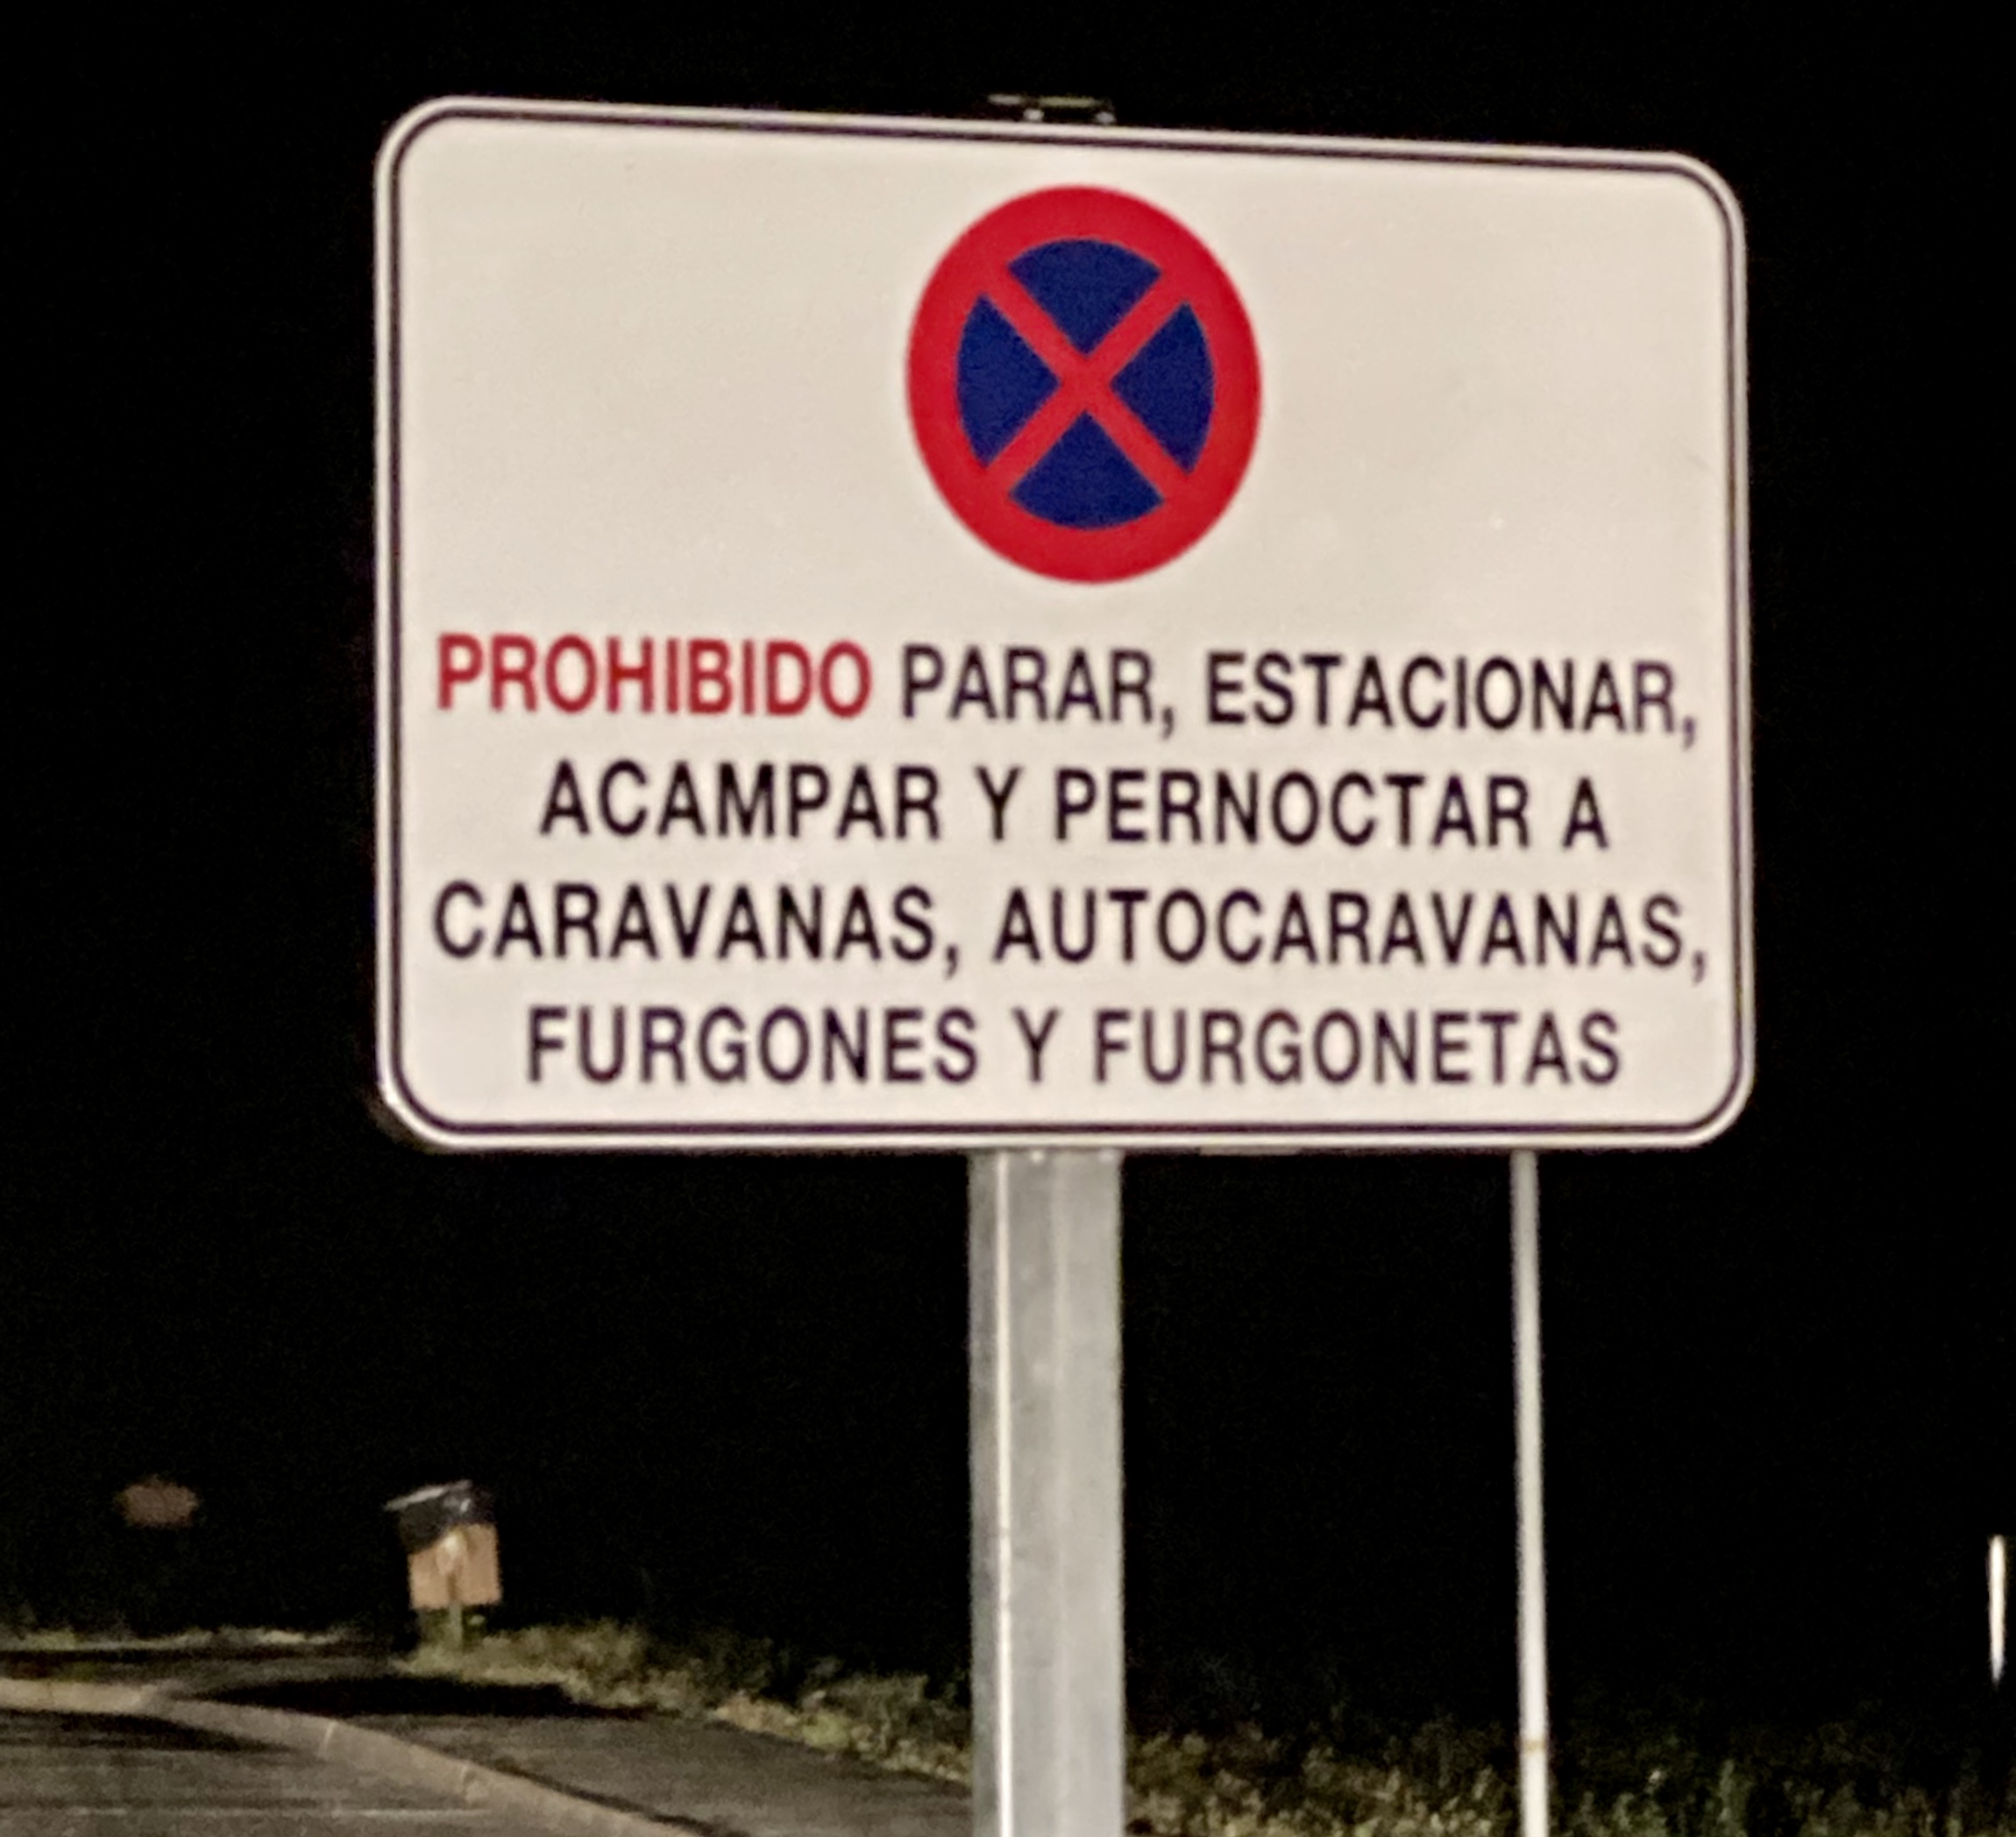 PROHIBIDO PARAR, ESTACIONAR,
ACAMPAR Y PERNOCTAR A
CARAVANAS, AUTOCARAVANAS,
FURGONES Y FURGONETAS